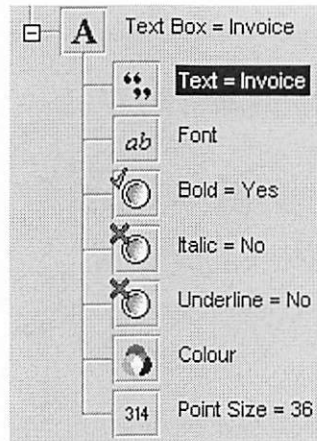 A Text Box = Invoice
“„ Text = Invoice
ab Font
Bold = Yes
Italic = No
Underline = No
Colour
314 Point Size = 36